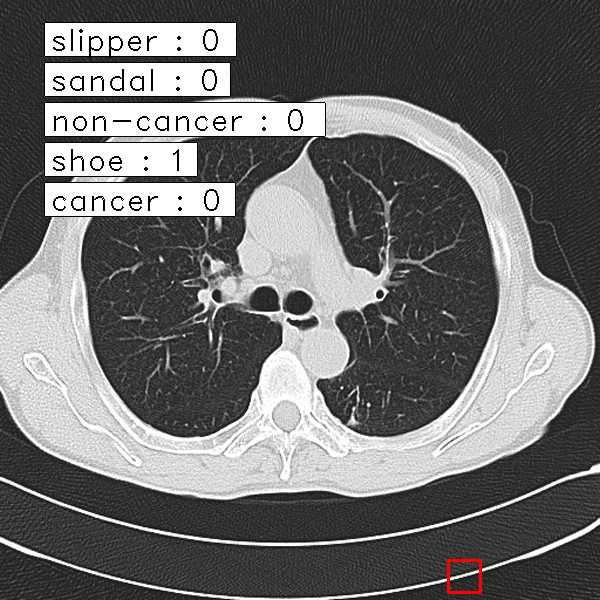 slipper : 0
sandal : 0
non-cancer : 0
shoe : 1
cancer : 0